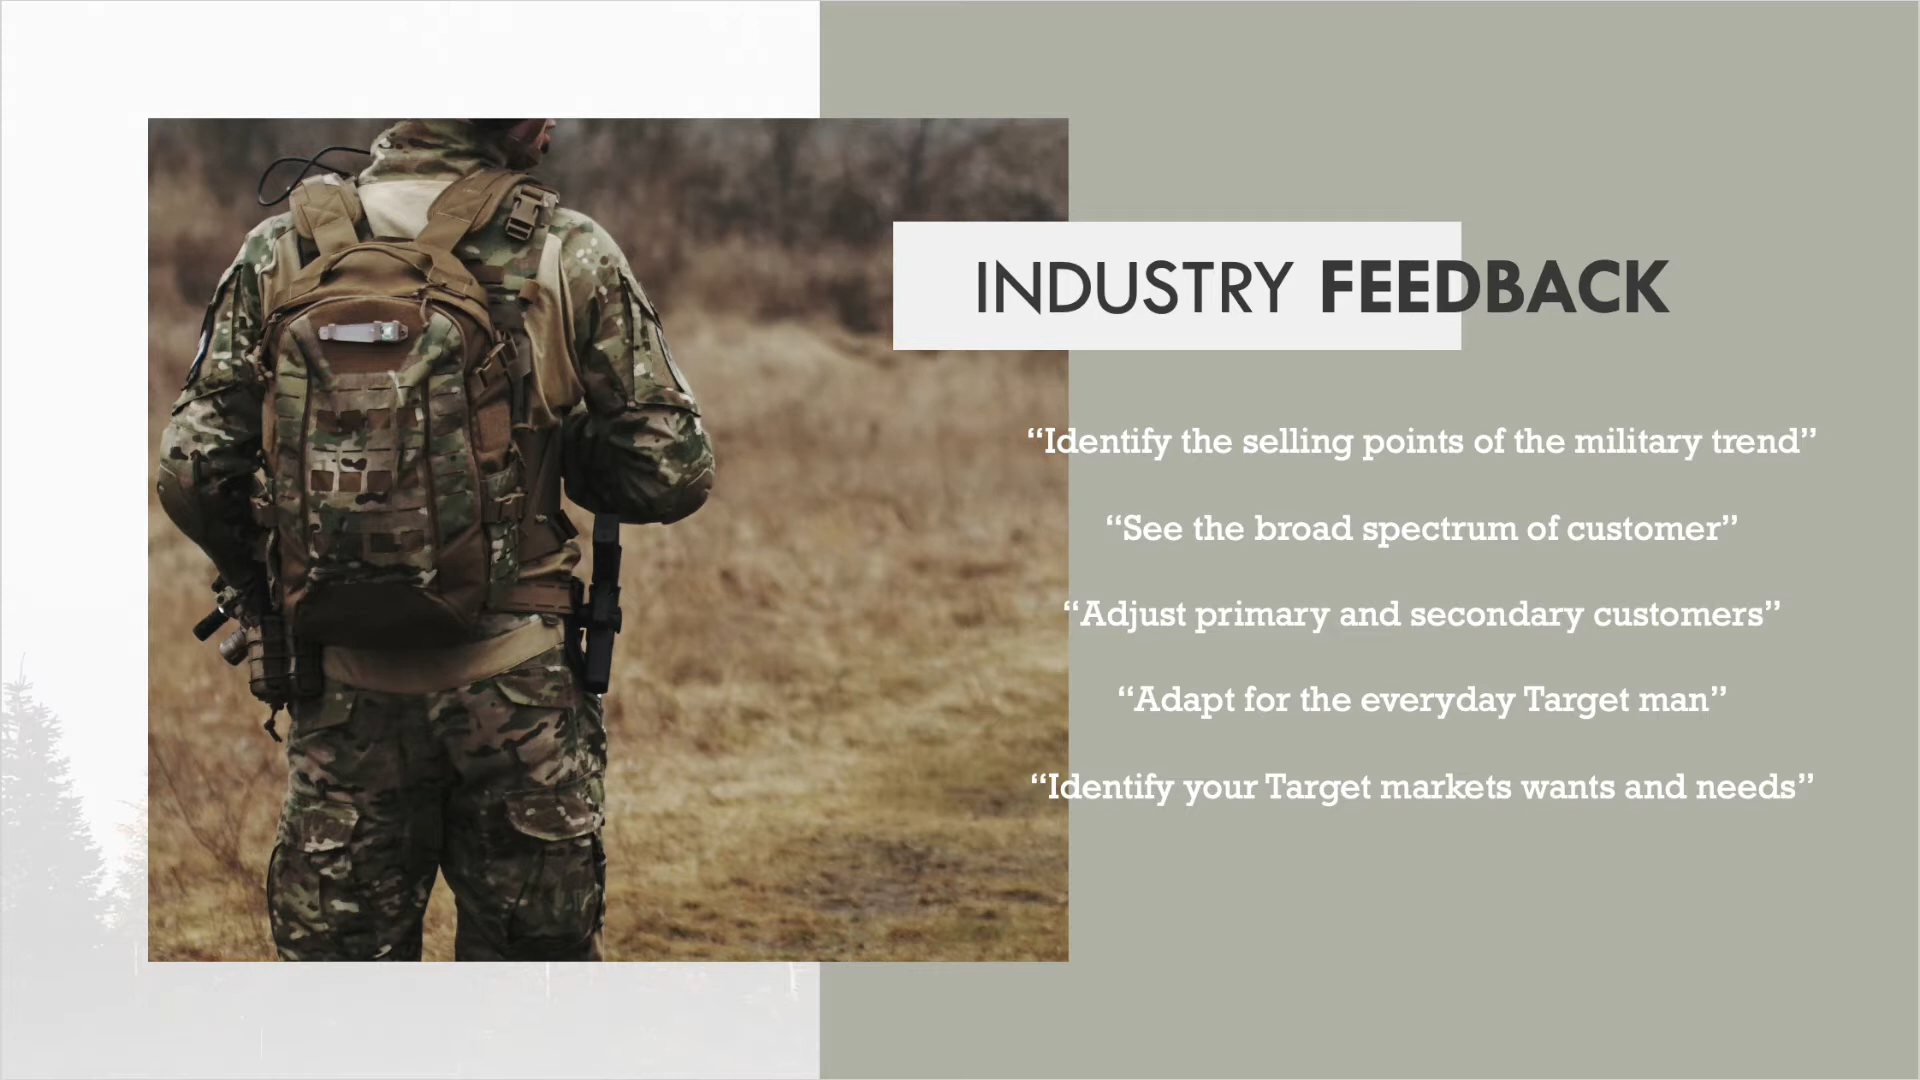 INDUSTRY FEEDBACK
“Identify the selling points of the military trend”
“See the broad spectrum of customer”
“Adjust primary and secondary customers”
“Adapt for the everyday Target man”
“Identify your Target markets wants and needs”